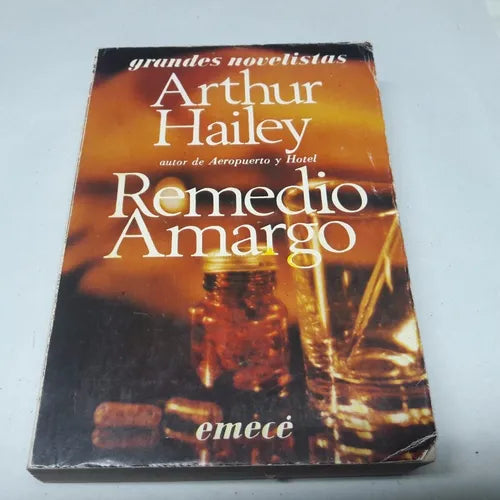 grandes novelistas
Arthur
Hailey
autor de Aeropuerto y Hotel
Remedio
Amargo
emecé